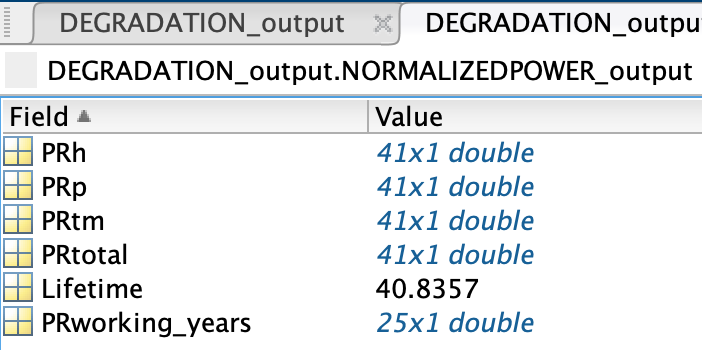 DEGRADATION_output DEGRADATION_outpu
DEGRADATION_output.NORMALIZEDPOWER_output
Field Value
PRh 41x1 double
PRp 41x1 double
PRtm 41x1 double
PRtotal 41x1 double
Lifetime 40.8357
PRworking_years 25x1 double